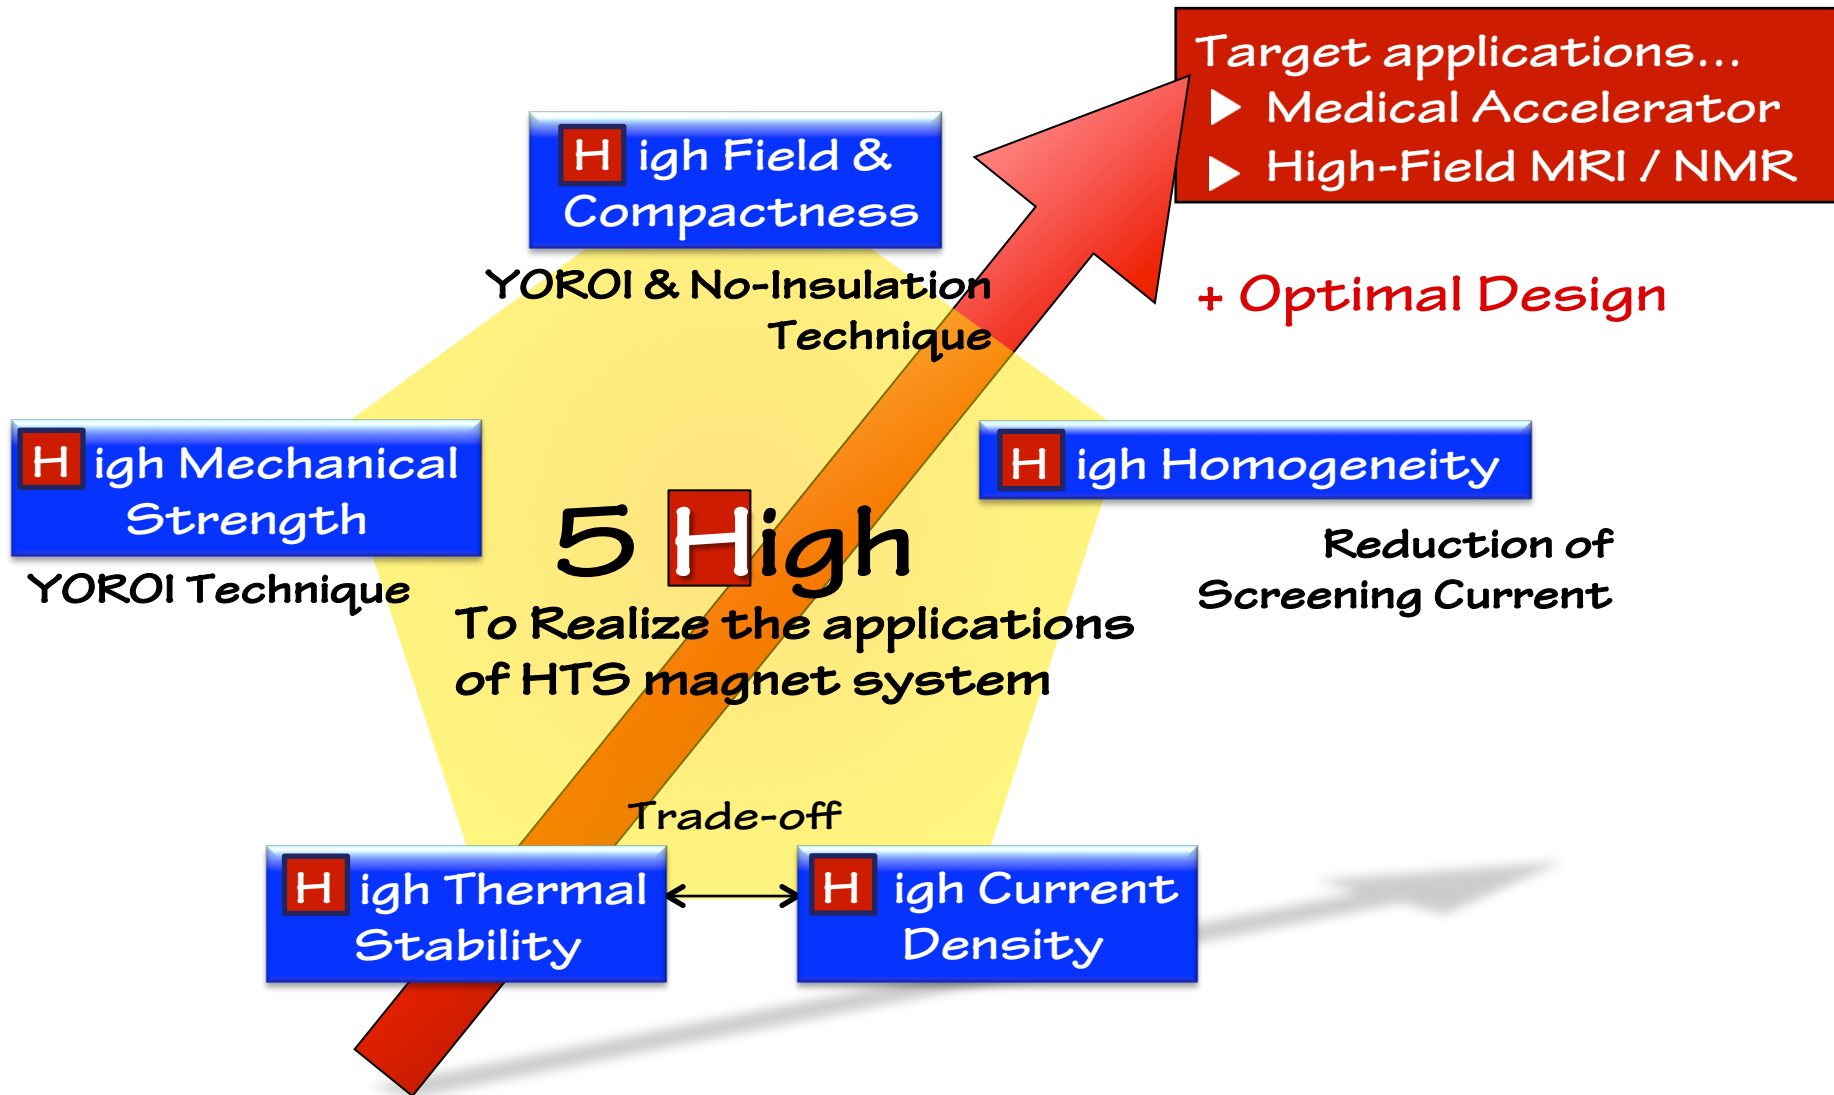 Target applications...
▶ Medical Accelerator
▶ High-Field MRI / NMR
High Field &
Compactness
YOROI & No-Insulation
Technique
+ Optimal Design
High Mechanical
Strength
YOROI Technique
High Homogeneity
Reduction of
Screening Current
5 High
To Realize the applications
of HTS magnet system
Trade-off
High Thermal
Stability
High Current
Density